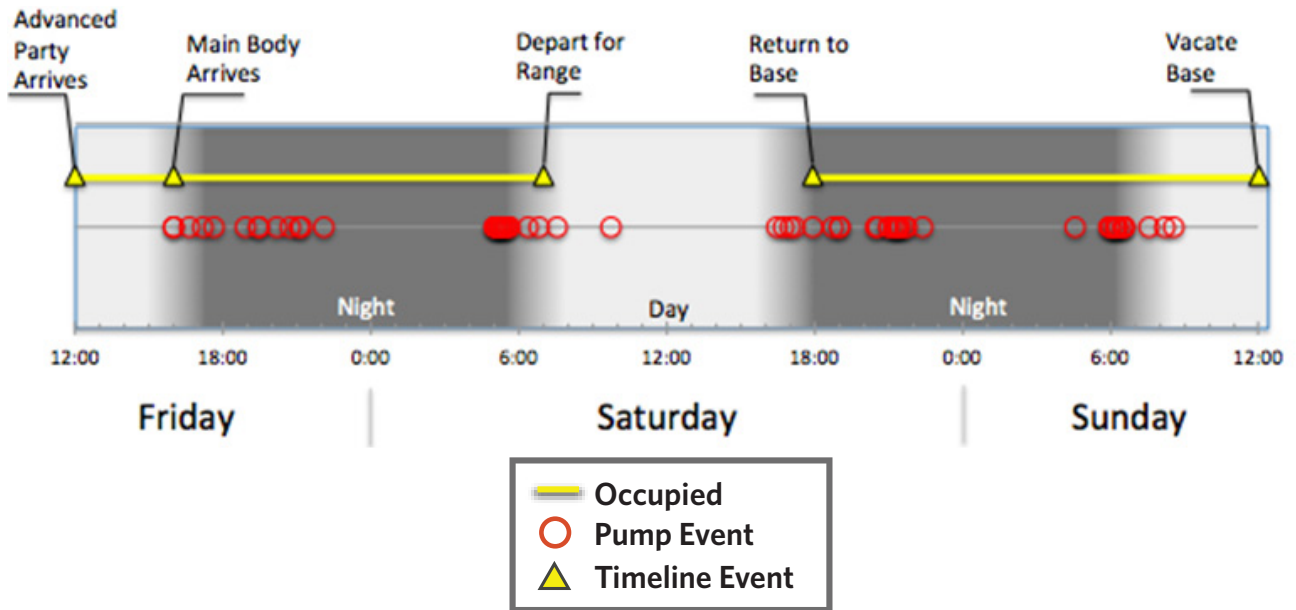 Advanced
Party
Arrives
Main Body
Arrives
Depart for
Range
Return to
Base
Vacate
Base
Night
Day
Night
12:00
18:00
0:00
6:00
12:00
18:00
0:00
6:00
12:00
Friday
Saturday
Sunday
Occupied
Pump Event
Timeline Event